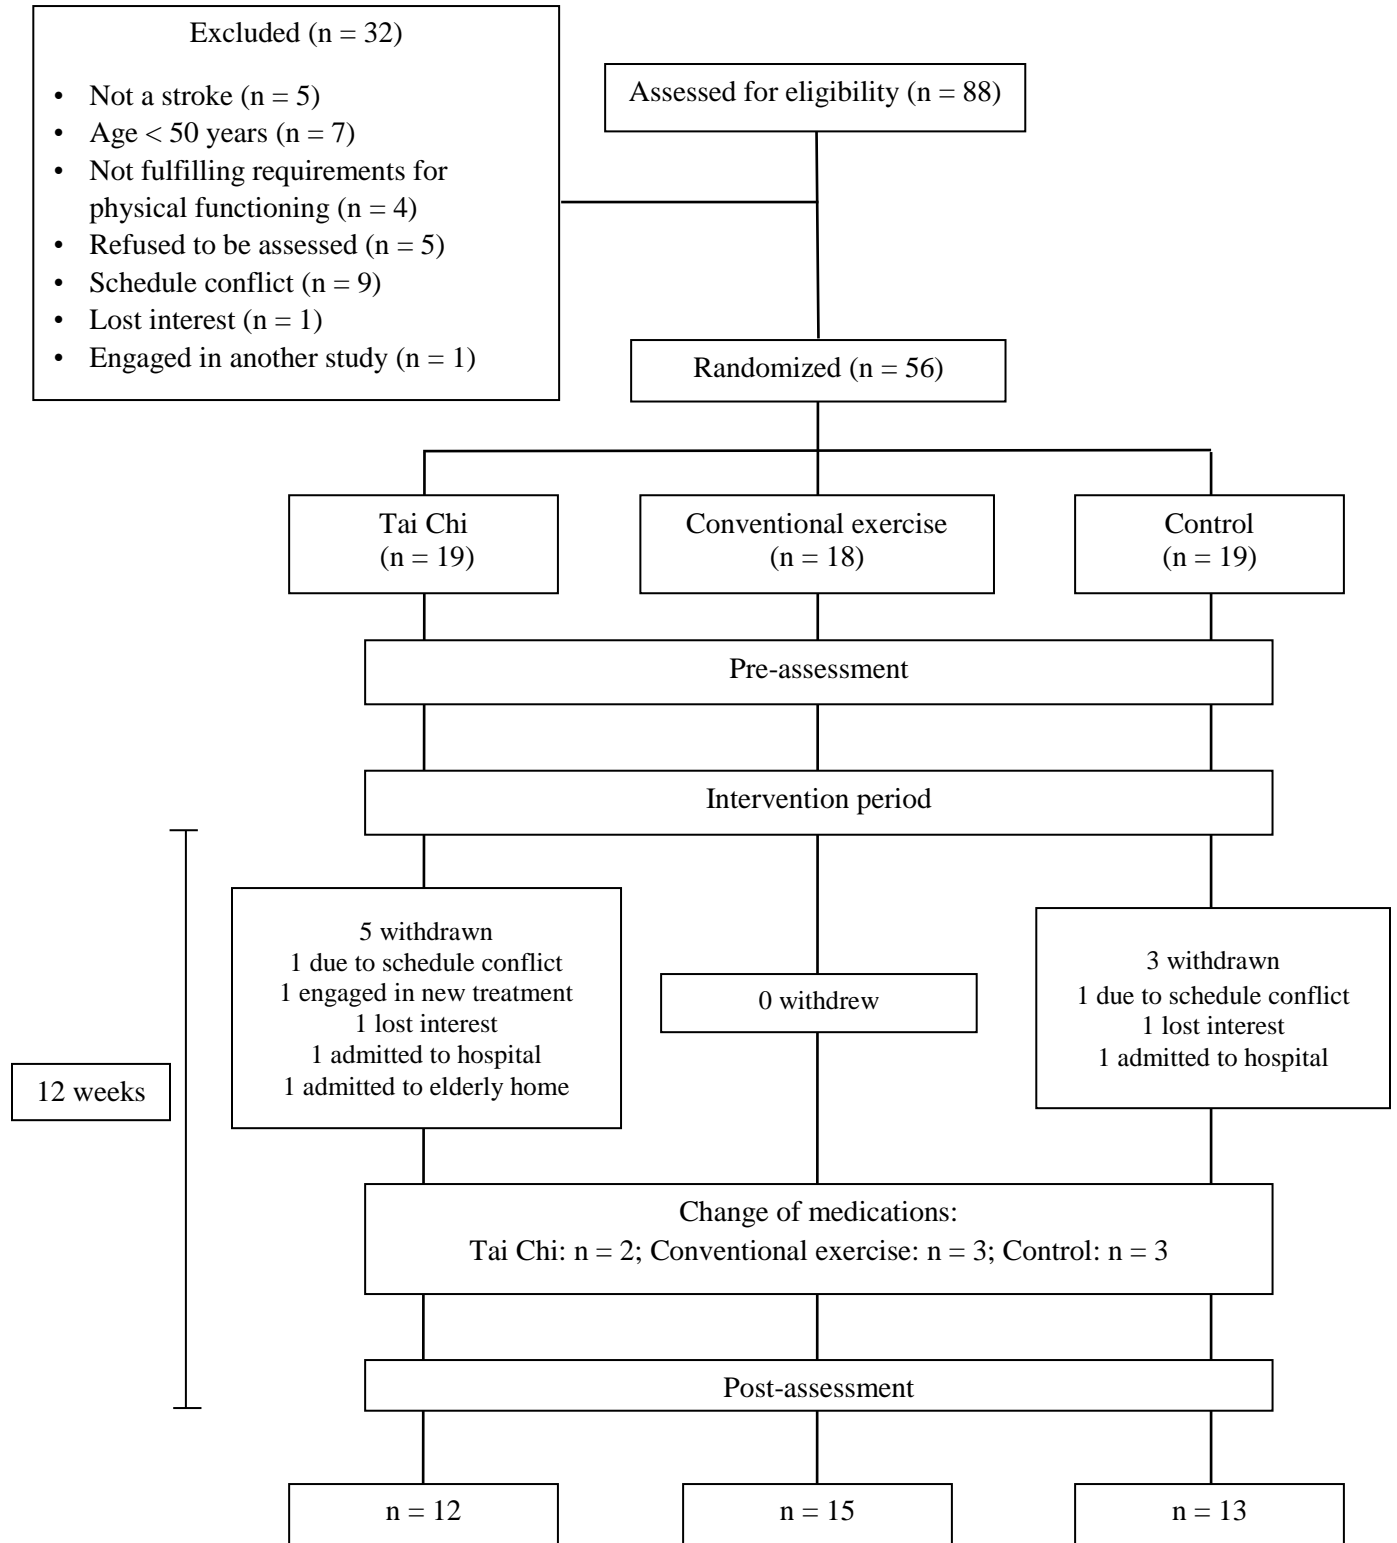 Excluded (n = 32)
• Not a stroke (n = 5)
• Age < 50 years (n = 7)
• Not fulfilling requirements for
physical functioning (n = 4)
• Refused to be assessed (n = 5)
• Schedule conflict (n = 9)
• Lost interest (n = 1)
• Engaged in another study (n = 1)
Assessed for eligibility (n = 88)
Randomized (n = 56)
Tai Chi
(n = 19)
Conventional exercise
(n = 18)
Control
(n = 19)
Pre-assessment
Intervention period
12 weeks
5 withdrawn
1 due to schedule conflict
1 engaged in new treatment
1 lost interest
1 admitted to hospital
1 admitted to elderly home
0 withdrew
3 withdrawn
1 due to schedule conflict
1 lost interest
1 admitted to hospital
Change of medications:
Tai Chi: n = 2; Conventional exercise: n = 3; Control: n = 3
Post-assessment
n = 12
n = 15
n = 13